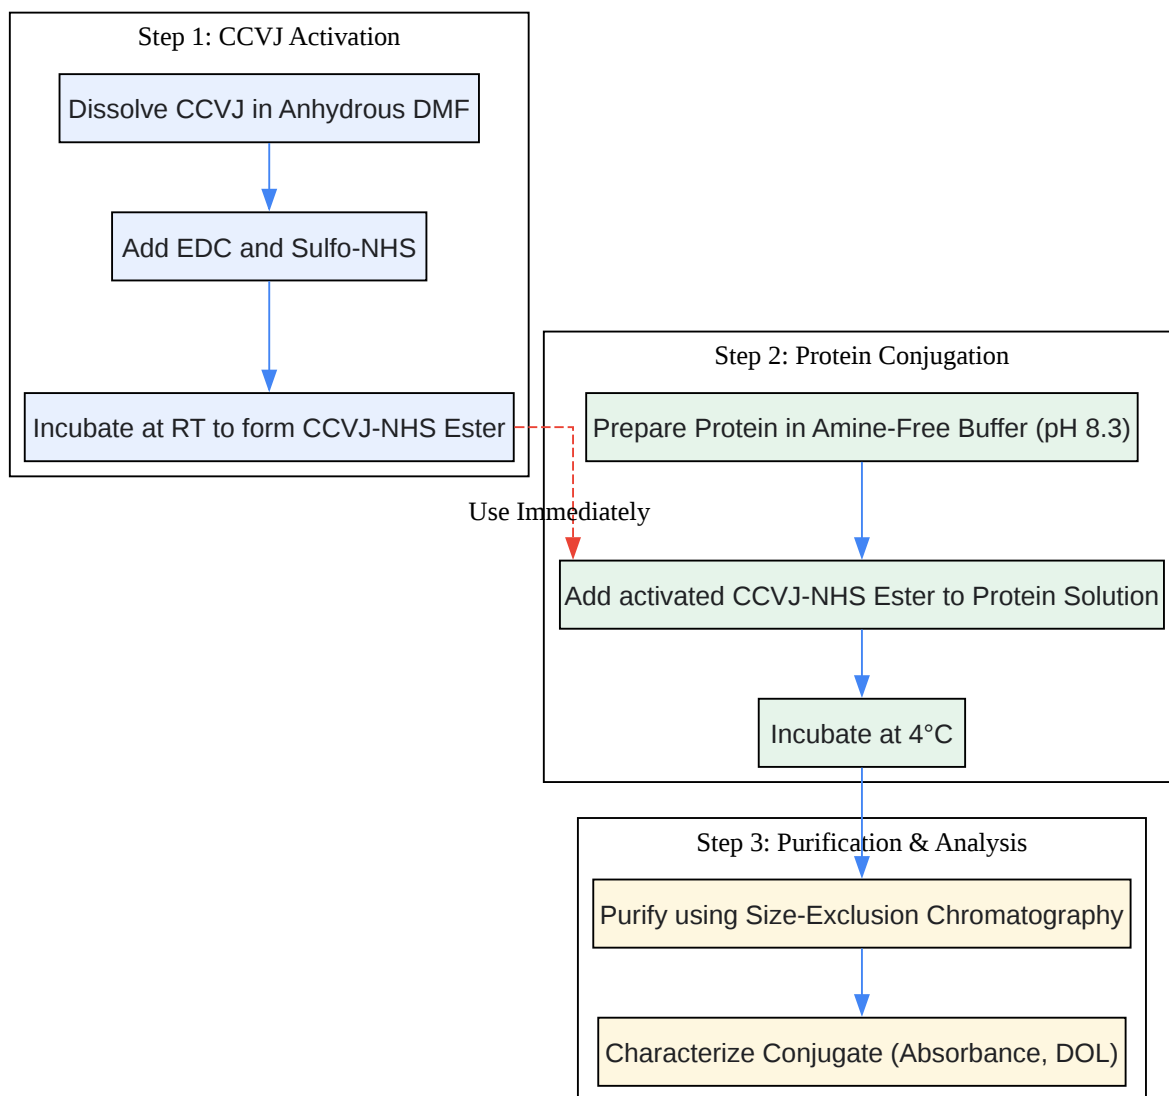 Step 1: CCVJ Activation
Dissolve CCVJ in Anhydrous DMF
Add EDC and Sulfo-NHS
Incubate at RT to form CCVJ-NHS Ester
Use Immediately
Step 2: Protein Conjugation
Prepare Protein in Amine-Free Buffer (pH 8.3)
Add activated CCVJ-NHS Ester to Protein Solution
Incubate at 4°C
Step 3: Purification & Analysis
Purify using Size-Exclusion Chromatography
Characterize Conjugate (Absorbance, DOL)